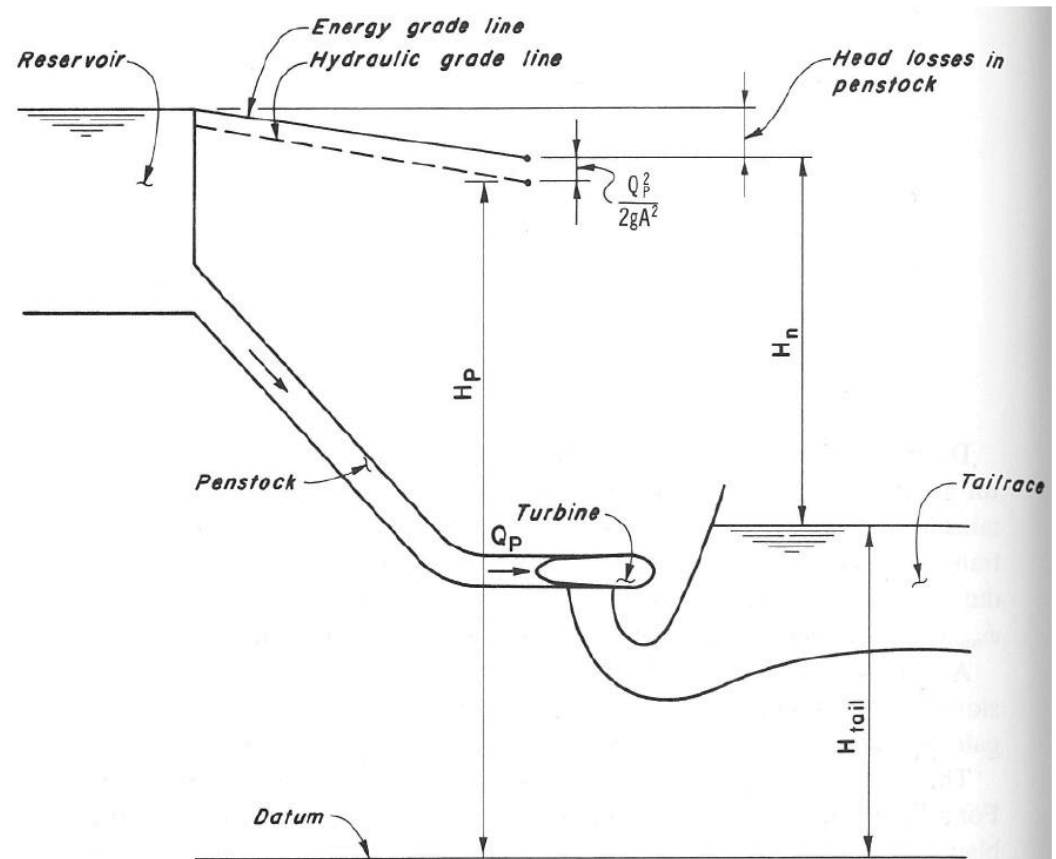 Energy grade line
Reservoir
Hydraulic grade line
Head losses in
penstock
Q_P^2
2gA^2
H_n
H_P
Penstock
Q_P
Turbine
Tailrace
H_tail
Datum